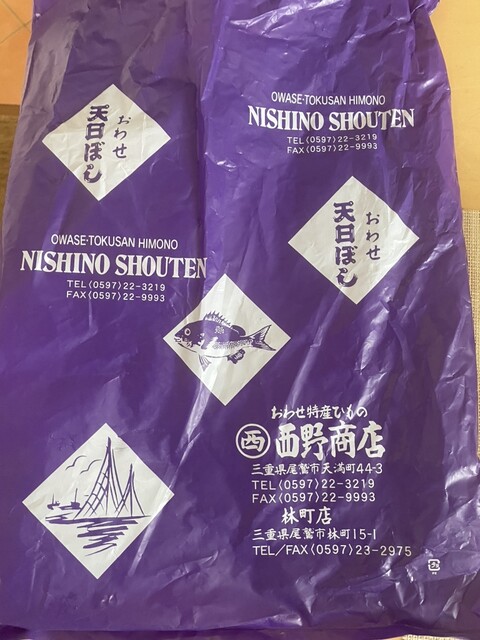 OWASE-TOKUSAN HIMONO
NISHINO SHOUTEN
TEL〈0597〉22-3219
FAX〈0597〉22-9993
おわせ
天日ぼし
おわせ
天日ぼし
OWASE-TOKUSAN HIMONO
NISHINO SHOUTEN
TEL〈0597〉22-3219
FAX〈0597〉22-9993
おわせ特産ひもの
西 西野商店
三重県尾鷲市天満町44-3
TEL〈0597〉22-3219
FAX〈0597〉22-9993
林町店
三重県尾鷲市林町15-1
TEL/FAX〈0597〉23-2975